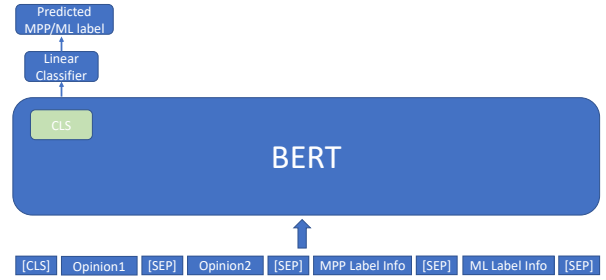 Predicted
MPP/ML label
Linear
Classifier
CLS
BERT
[CLS] Opinion1 [SEP] Opinion2 [SEP] MPP Label Info [SEP] ML Label Info [SEP]